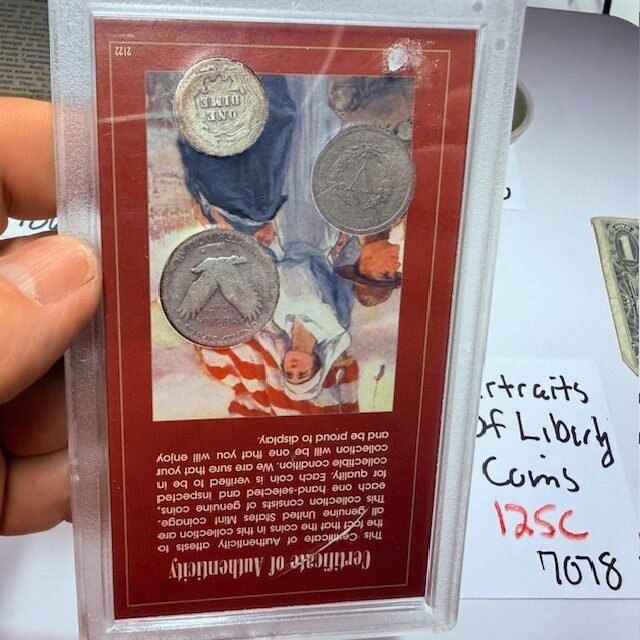 Certificate of Authenticity
This Certificate of Authenticity attests to
the fact that the coins in this collection are
all genuine United States Mint coinage.
This collection consists of genuine coins,
each one hand-selected and inspected
for quality. Each coin is verified to be in
collectible condition. We are sure that your
collection will be one that you will enjoy
and be proud to display.
ONE
DIME
V
2122
rtraits
of Liberty
Coins
125C
7078
1